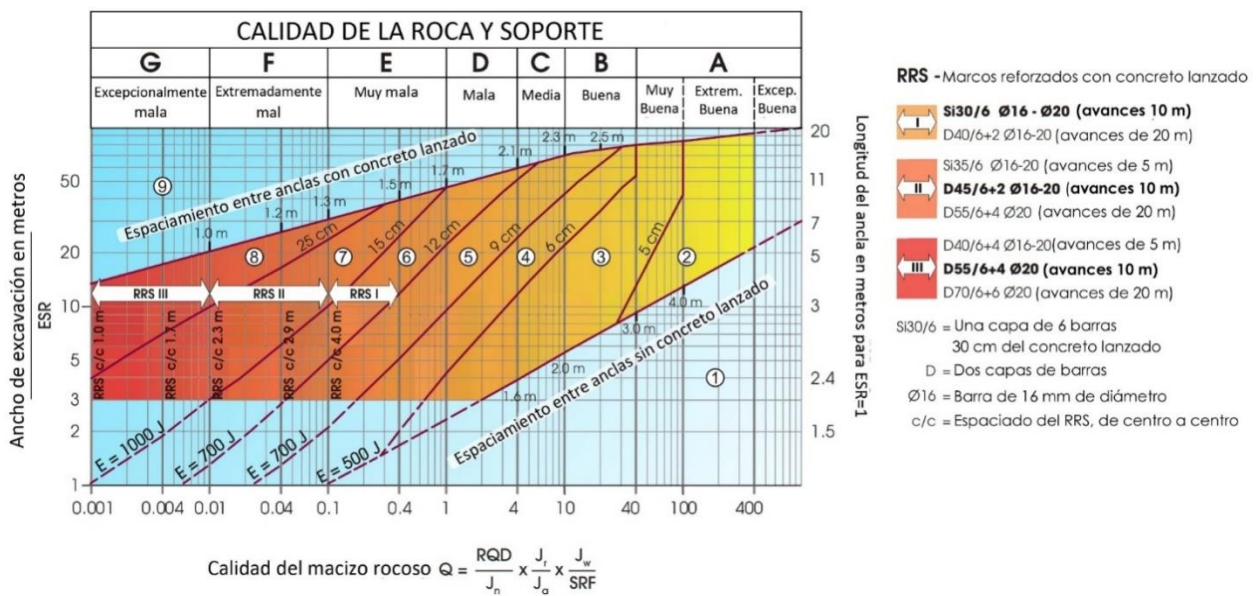 CALIDAD DE LA ROCA Y SOPORTE
G F E D C B A
Excepcionalmente mala
Extremadamente mal
Muy mala
Mala
Media
Buena
Muy Buena
Extrem. Buena
Excep. Buena
Ancho de excavación en metros
ESR
50
20
10
5
3
2
1
Espaciamiento entre anclas con concreto lanzado
1.0 m
1.2 m
1.3 m
1.5 m
1.7 m
2.1 m
2.3 m
2.5 m
25 cm
15 cm
12 cm
9 cm
6 cm
5 cm
9
8
7
6
5
4
3
2
1
RRS III
RRS II
RRS I
RRS c/c 1.0 m
RRS c/c 1.7 m
RRS c/c 2.3 m
RRS c/c 2.9 m
RRS c/c 4.0 m
E = 1000 J
E = 700 J
E = 700 J
E = 500 J
1.6 m
2.0 m
3.0 m
4.0 m
Espaciamiento entre anclas sin concreto lanzado
20
11
7
5
3
2.4
1.5
Longitud del ancla en metros para ESR=1
0.001 0.004 0.01 0.04 0.1 0.4 1 4 10 40 100 400
Calidad del macizo rocoso Q = RQD/Jn x Jr/Ja x Jw/SRF
RRS - Marcos reforzados con concreto lanzado
I
Si30/6 Ø16 - Ø20 (avances 10 m)
D40/6+2 Ø16-20 (avances de 20 m)
II
Si35/6 Ø16-20 (avances de 5 m)
D45/6+2 Ø16-20 (avances 10 m)
D55/6+4 Ø20 (avances de 20 m)
III
D40/6+4 Ø16-20(avances de 5 m)
D55/6+4 Ø20 (avances 10 m)
D70/6+6 Ø20 (avances de 20 m)
Si30/6 = Una capa de 6 barras
30 cm del concreto lanzado
D = Dos capas de barras
Ø16 = Barra de 16 mm de diámetro
c/c = Espaciado del RRS, de centro a centro